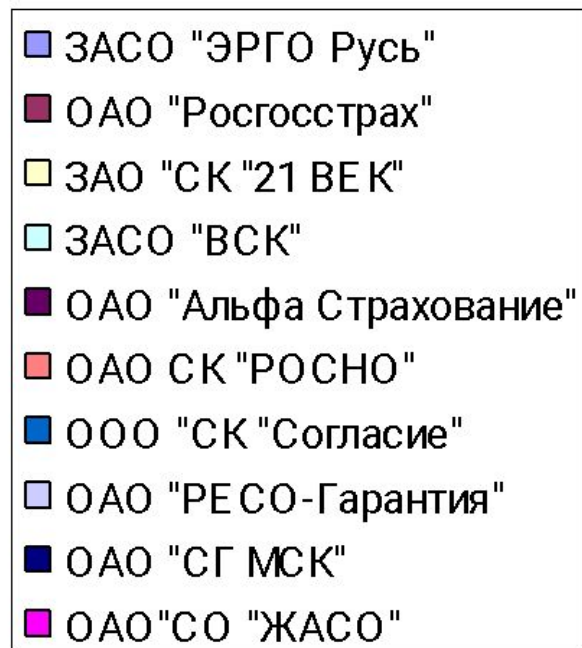 ЗАСО "ЭРГО Русь"
ОАО "Росгосстрах"
ЗАО "СК "21 ВЕК"
ЗАСО "ВСК"
ОАО "Альфа Страхование"
ОАО СК "РОСНО"
ООО "СК "Согласие"
ОАО "РЕСО-Гарантия"
ОАО "СГ МСК"
ОАО"СО "ЖАСО"